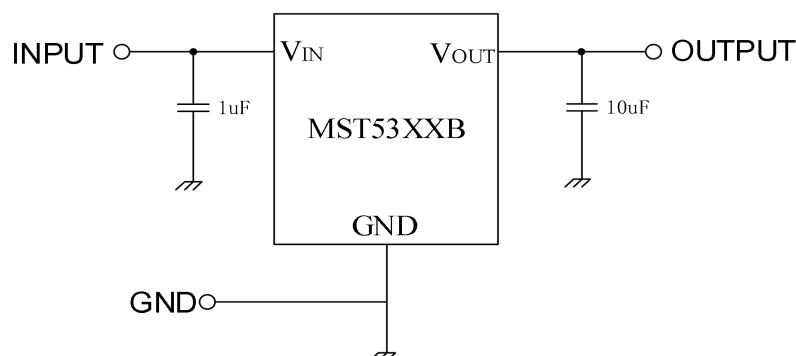 INPUT
VIN
VOUT
OUTPUT
1uF
MST53XXB
10uF
GND
GND